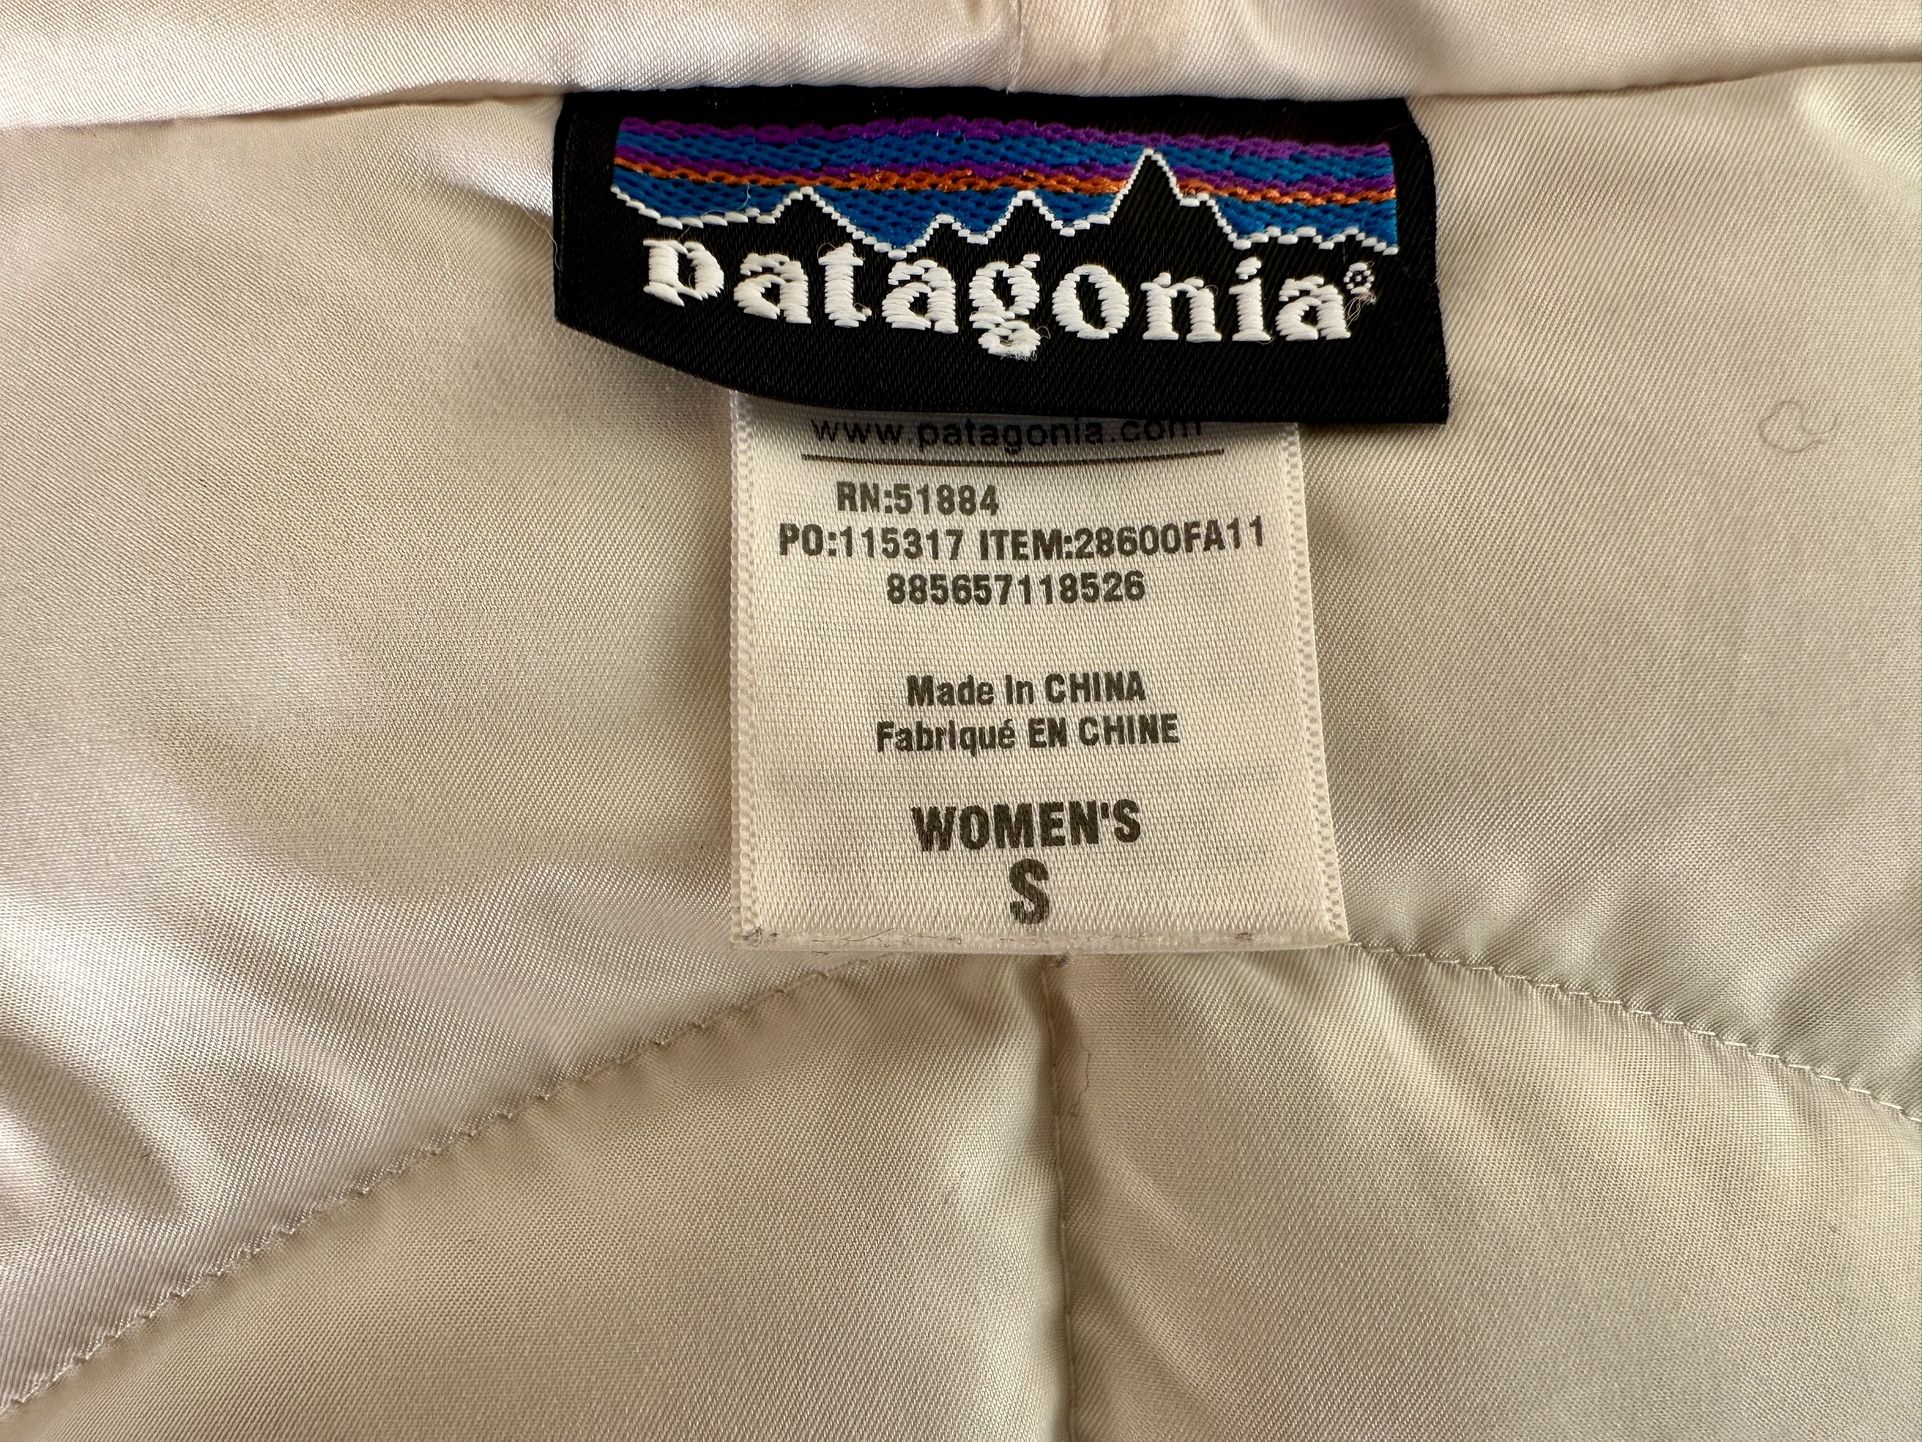 patagonia®
www.patagonia.com
RN:51884
PO:115317 ITEM:28600FA11
885657118526
Made In CHINA
Fabriqué EN CHINE
WOMEN'S
S